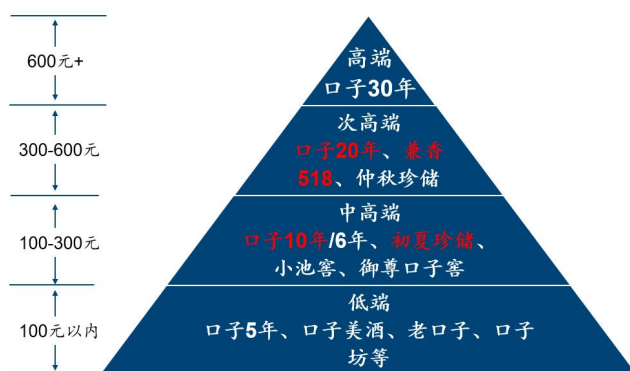 600元+
高端
口子30年
300-600元
次高端
口子20年、兼香
518、仲秋珍储
100-300元
中高端
口子10年/6年、初夏珍储、
小池窖、御尊口子窖
100元以内
低端
口子5年、口子美酒、老口子、口子
坊等